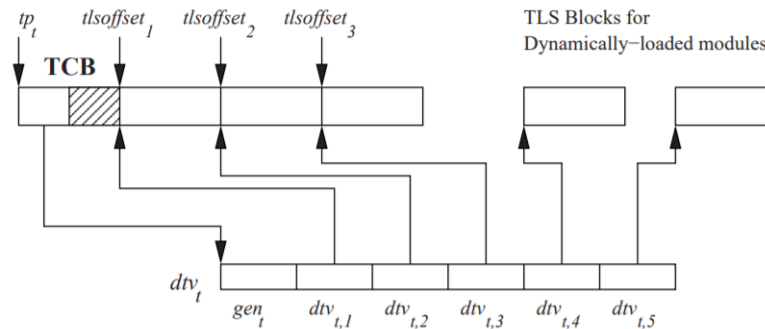 tp_t tlsoffset_1 tlsoffset_2 tlsoffset_3 TLS Blocks for
Dynamically−loaded modules
TCB
dtv_t
gen_t dtv_t,1 dtv_t,2 dtv_t,3 dtv_t,4 dtv_t,5